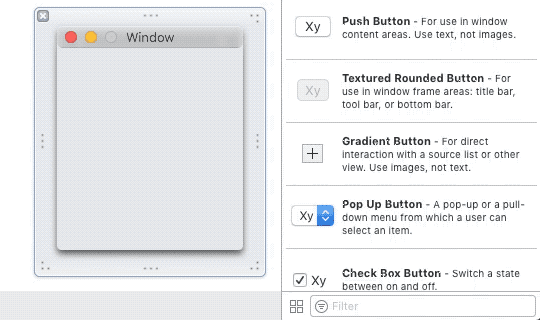 Window
Xy
Push Button - For use in window
content areas. Use text, not images.
Xy
Textured Rounded Button - For
use in window frame areas: title bar,
tool bar, or bottom bar.
Gradient Button - For direct
interaction with a source list or other
view. Use images, not text.
Xy
Pop Up Button - A pop-up or a pull-
down menu from which a user can
select an item.
Xy
Check Box Button - Switch a state
between on and off.
Filter